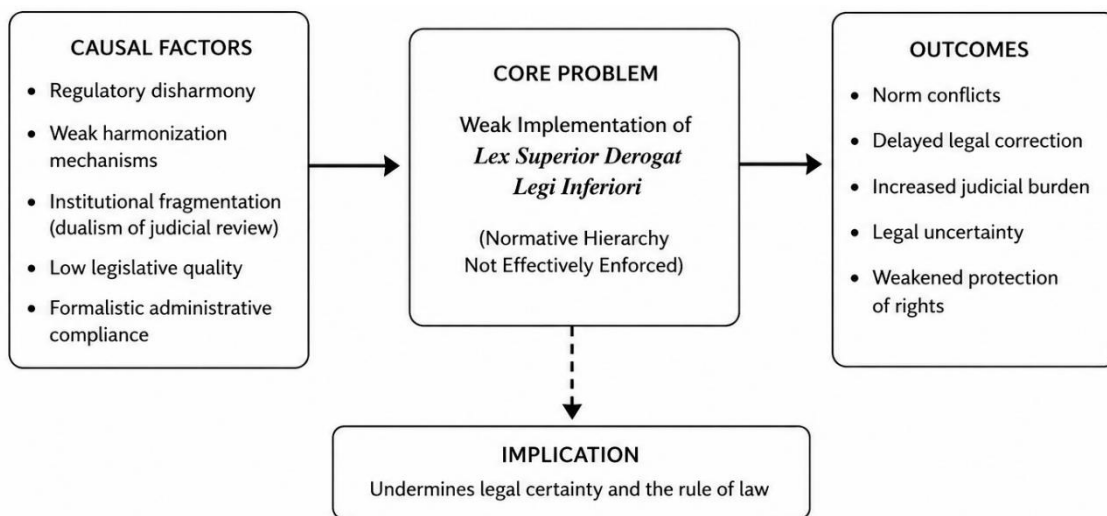 CAUSAL FACTORS
• Regulatory disharmony
• Weak harmonization
mechanisms
• Institutional fragmentation
(dualism of judicial review)
• Low legislative quality
• Formalistic administrative
compliance
CORE PROBLEM
Weak Implementation of
Lex Superior Derogat
Legi Inferiori
(Normative Hierarchy
Not Effectively Enforced)
OUTCOMES
• Norm conflicts
• Delayed legal correction
• Increased judicial burden
• Legal uncertainty
• Weakened protection
of rights
IMPLICATION
Undermines legal certainty and the rule of law